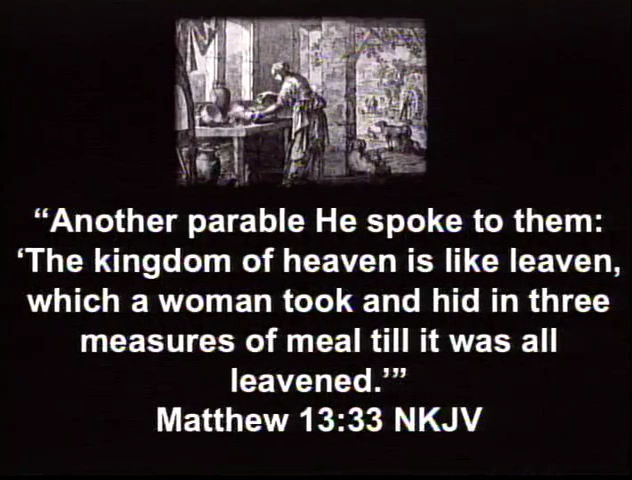 “Another parable He spoke to them:
‘The kingdom of heaven is like leaven,
which a woman took and hid in three
measures of meal till it was all
leavened.’”
Matthew 13:33 NKJV